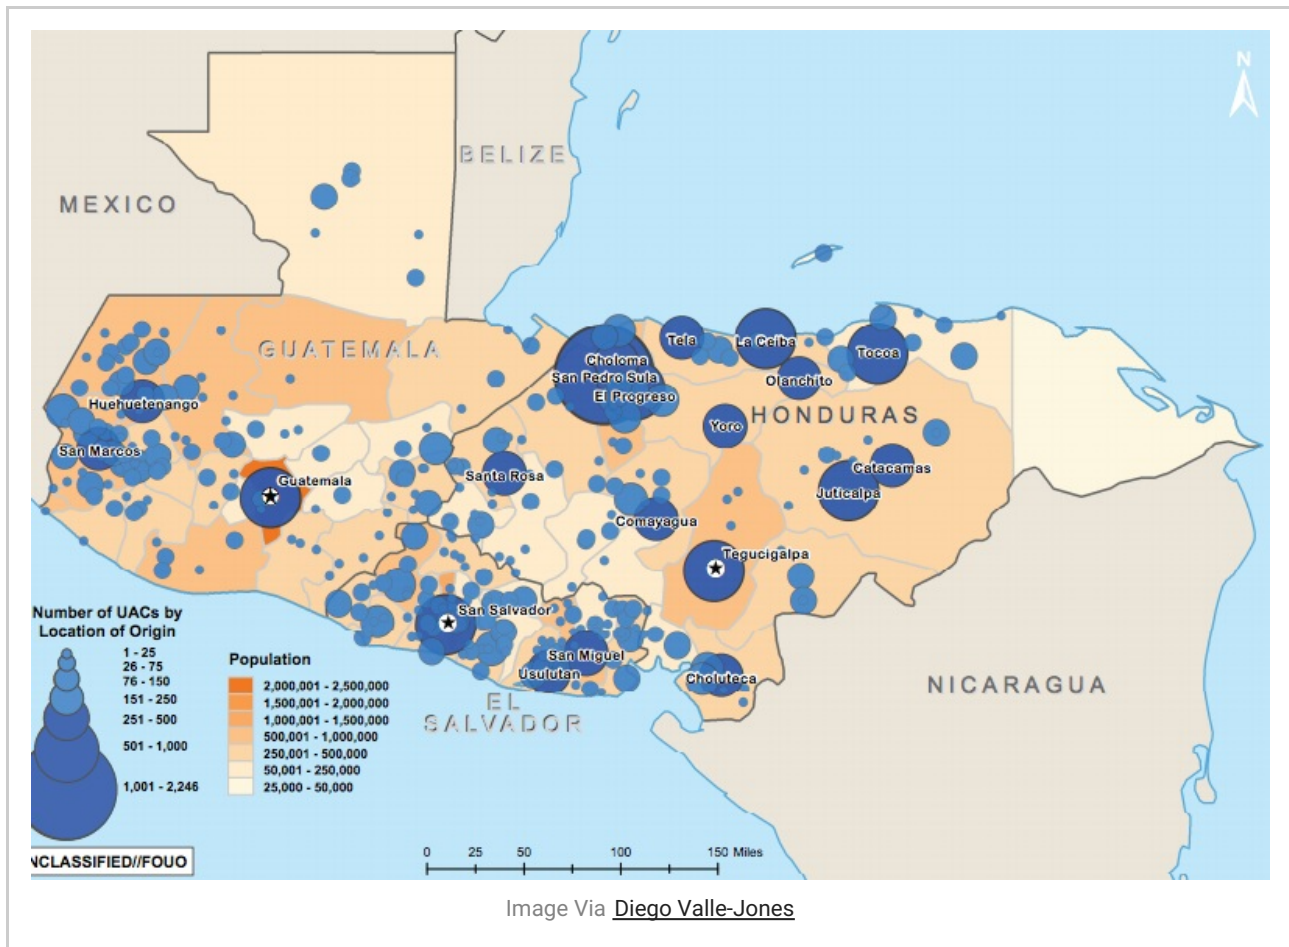 N
BELIZE
MEXICO
GUATEMALA
Tela
La Ceiba
Choloma
Tocoa
San Pedro Sula
Olanchito
El Progreso
Huehuetenango
HONDURAS
Yoro
San Marcos
Catacamas
Santa Rosa
Guatemala
Juticalpa
Comayagua
Tegucigalpa
San Salvador
San Miguel
Usulutan
Choluteca
NICARAGUA
EL
SALVADOR
Number of UACs by
Location of Origin
1 - 25
26 - 75
76 - 150
151 - 250
251 - 500
501 - 1,000
1,001 - 2,246
Population
2,000,001 - 2,500,000
1,500,001 - 2,000,000
1,000,001 - 1,500,000
500,001 - 1,000,000
250,001 - 500,000
50,001 - 250,000
25,000 - 50,000
NCLASSIFIED//FOUO
0 25 50 100 150 Miles
Image Via Diego Valle-Jones